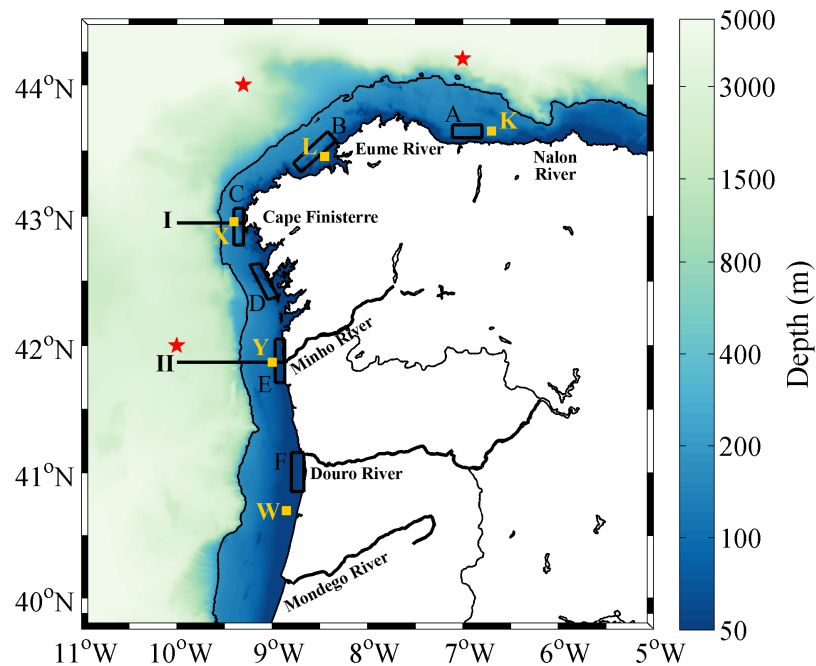 44°N
43°N
42°N
41°N
40°N
11°W
10°W
9°W
8°W
7°W
6°W
5°W
A
K
B
L
Eume River
Nalon
River
C
I
Cape Finisterre
X
D
Minho River
Y
II
E
F
Douro River
W
Mondego River
5000
3000
1500
800
400
200
100
50
Depth (m)